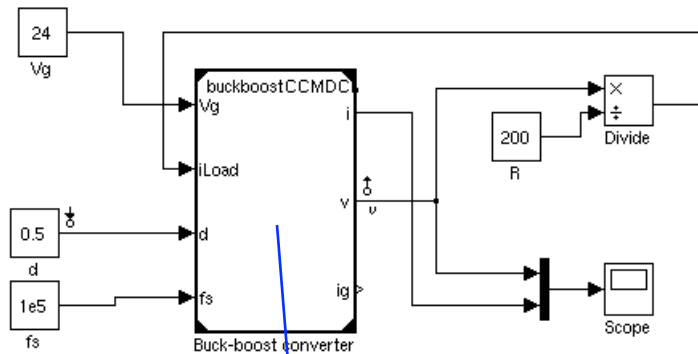 24
Vg
buckboostCCMDC
Vg
i
iLoad
v
υ
d
ig
fs
0.5
d
1e5
fs
Buck-boost converter
×
÷
Divide
200
R
Scope